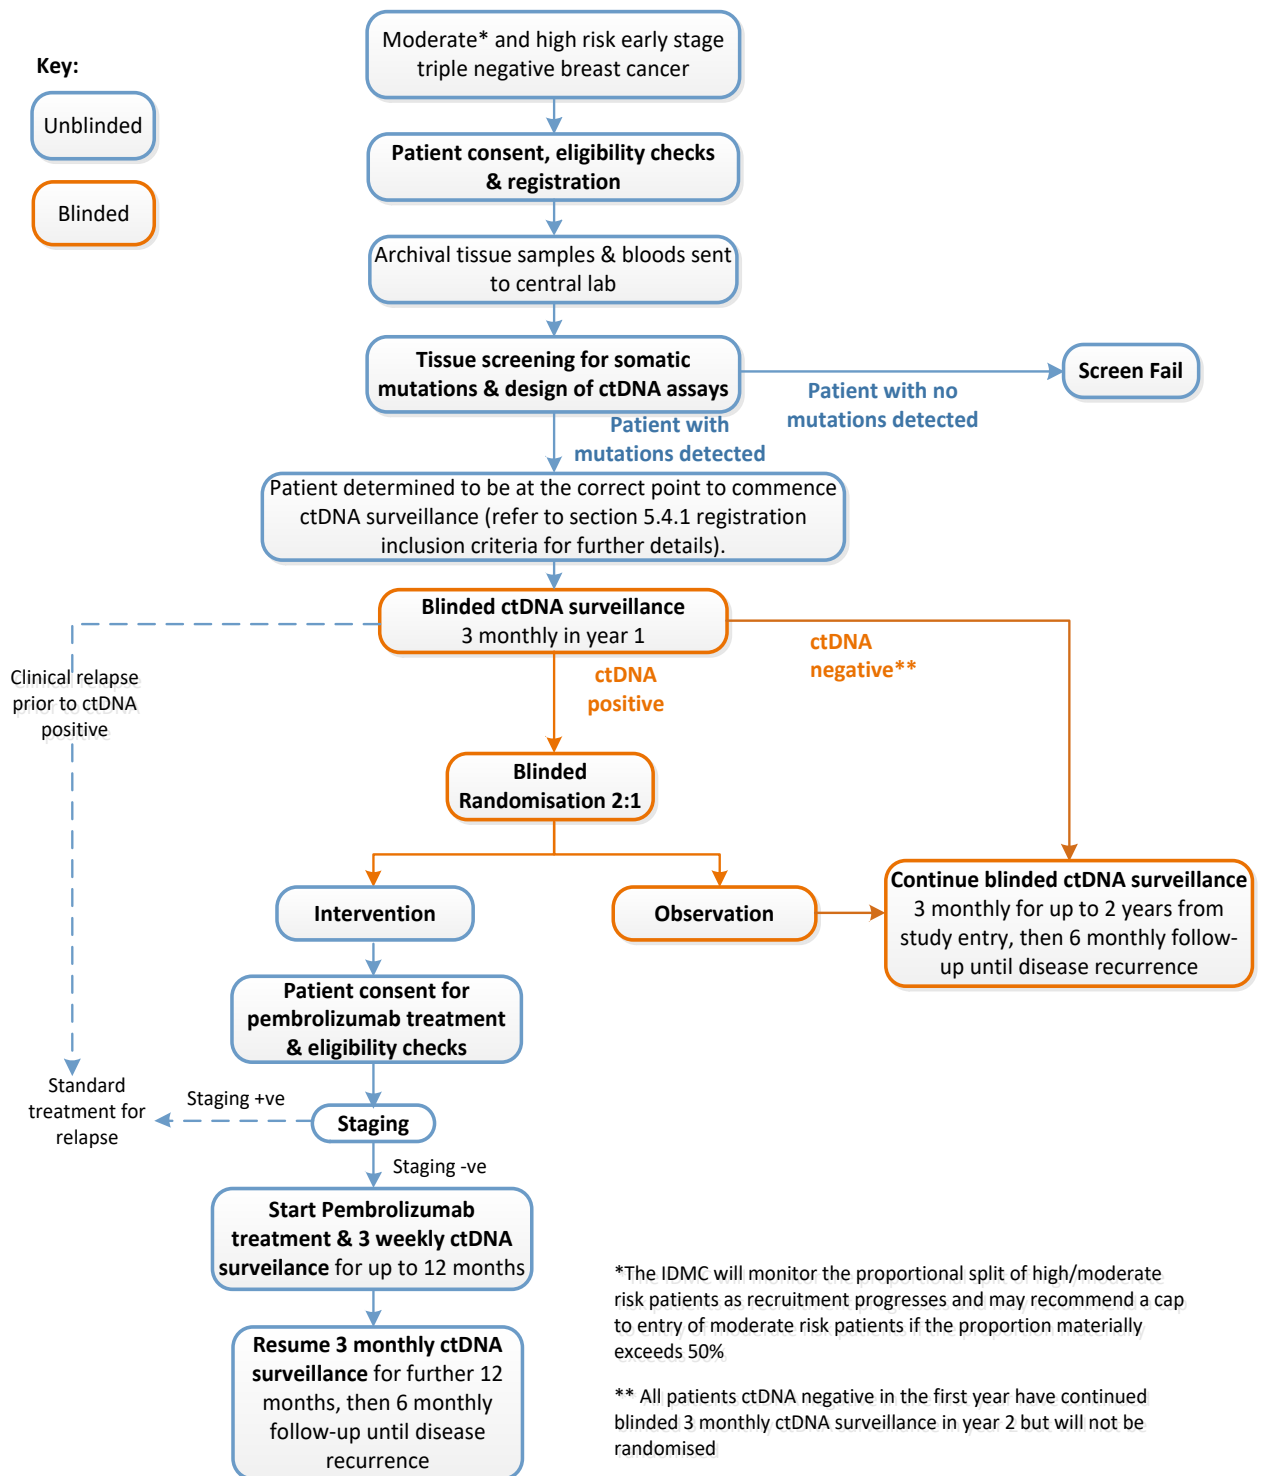 Key:
Unblinded
Blinded
Moderate* and high risk early stage
triple negative breast cancer
Patient consent, eligibility checks
& registration
Archival tissue samples & bloods sent
to central lab
Tissue screening for somatic
mutations & design of ctDNA assays
Screen Fail
Patient with no
mutations detected
Patient with
mutations detected
Patient determined to be at the correct point to commence
ctDNA surveillance (refer to section 5.4.1 registration
inclusion criteria for further details).
Blinded ctDNA surveillance
3 monthly in year 1
Clinical relapse
prior to ctDNA
positive
ctDNA
positive
ctDNA
negative**
Blinded
Randomisation 2:1
Intervention
Observation
Continue blinded ctDNA surveillance
3 monthly for up to 2 years from
study entry, then 6 monthly follow-
up until disease recurrence
Patient consent for
pembrolizumab treatment
& eligibility checks
Standard
treatment for
relapse
Staging +ve
Staging
Staging -ve
Start Pembrolizumab
treatment & 3 weekly ctDNA
surveillance for up to 12 months
Resume 3 monthly ctDNA
surveillance for further 12
months, then 6 monthly
follow-up until disease
recurrence
*The IDMC will monitor the proportional split of high/moderate
risk patients as recruitment progresses and may recommend a cap
to entry of moderate risk patients if the proportion materially
exceeds 50%
** All patients ctDNA negative in the first year have continued
blinded 3 monthly ctDNA surveillance in year 2 but will not be
randomised